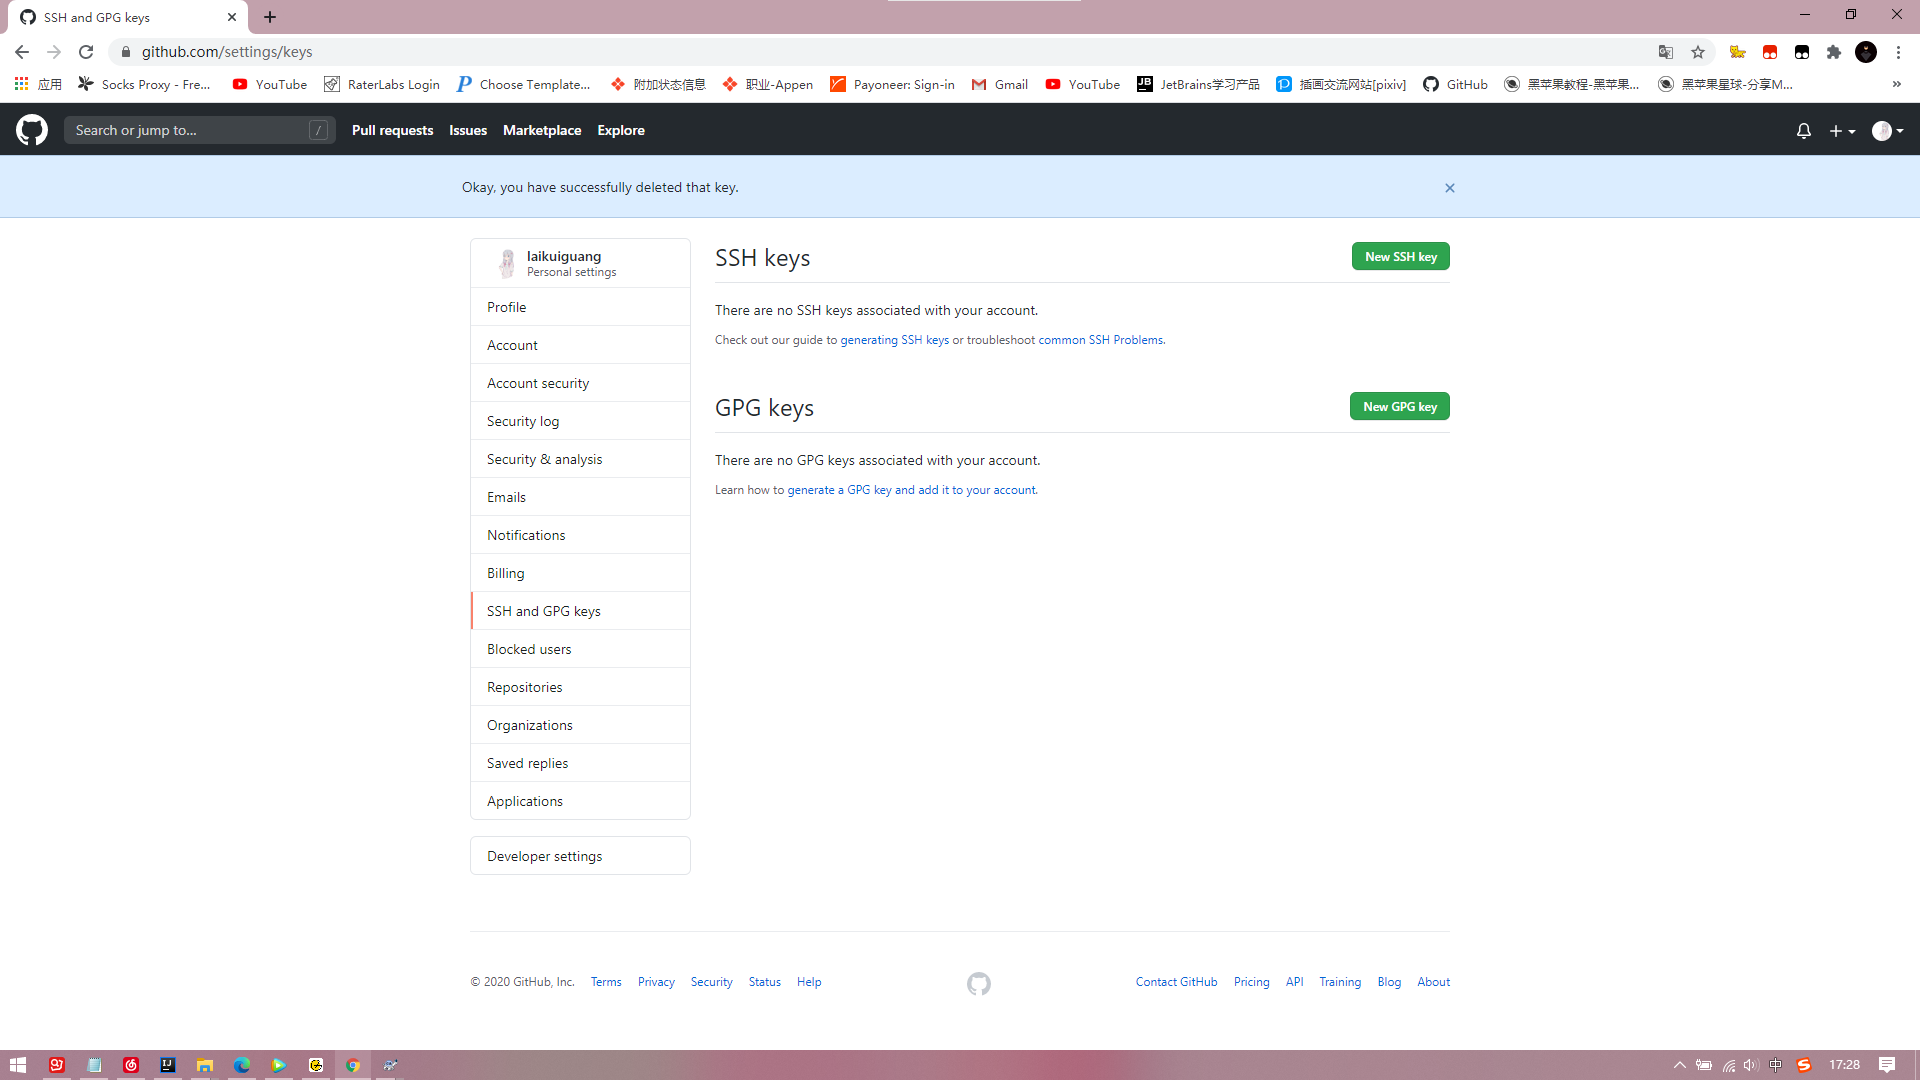 SSH and GPG keys
github.com/settings/keys
应用
Socks Proxy - Fre...
YouTube
RaterLabs Login
Choose Template...
附加状态信息
职业-Appen
Payoneer: Sign-in
Gmail
YouTube
JetBrains学习产品
插画交流网站[pixiv]
GitHub
黑苹果教程-黑苹果...
黑苹果星球-分享M...
»
Search or jump to...
/
Pull requests
Issues
Marketplace
Explore
Okay, you have successfully deleted that key.
laikuiguang
Personal settings
Profile
Account
Account security
Security log
Security & analysis
Emails
Notifications
Billing
SSH and GPG keys
Blocked users
Repositories
Organizations
Saved replies
Applications
Developer settings
SSH keys
New SSH key
There are no SSH keys associated with your account.
Check out our guide to generating SSH keys or troubleshoot common SSH Problems.
GPG keys
New GPG key
There are no GPG keys associated with your account.
Learn how to generate a GPG key and add it to your account.
© 2020 GitHub, Inc.
Terms
Privacy
Security
Status
Help
Contact GitHub
Pricing
API
Training
Blog
About
中
17:28